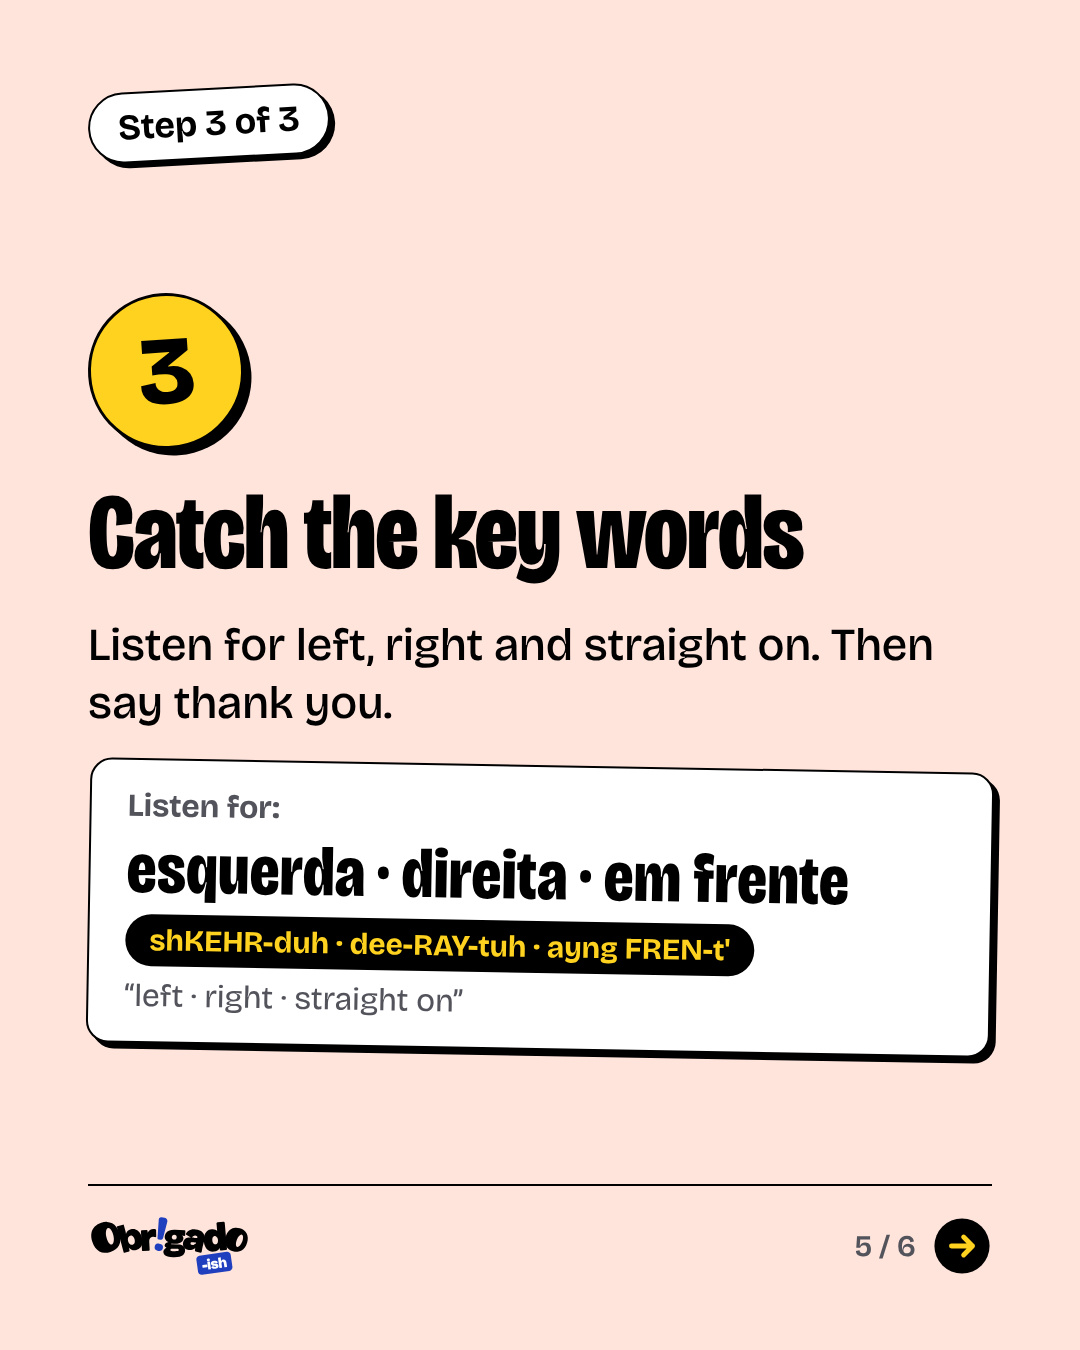 Step 3 of 3
3
Catch the key words
Listen for left, right and straight on. Then
say thank you.
Listen for:
esquerda · direita · em frente
shKEHR-duh · dee-RAY-tuh · ayng FREN-t'
“left · right · straight on”
Obr!gado
-ish
5 / 6